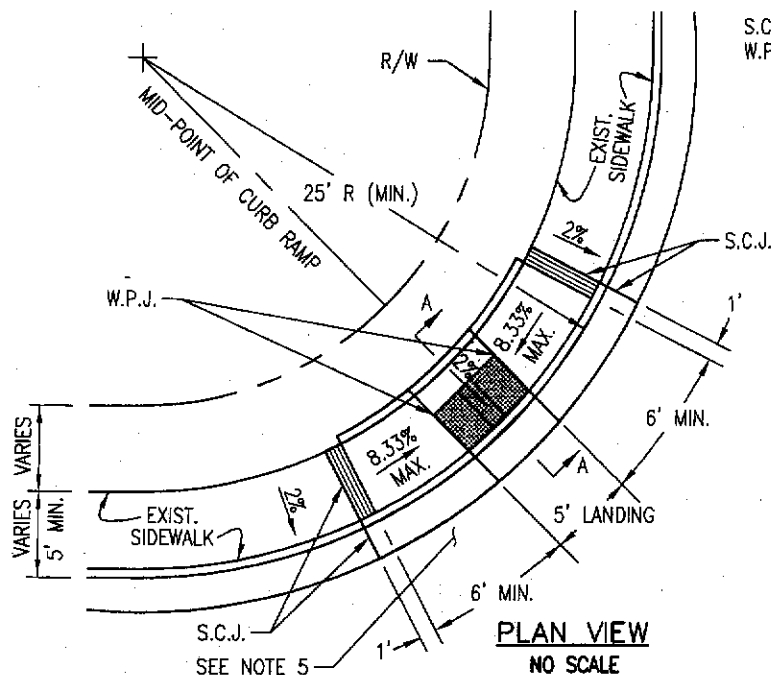 S.C
W.P
R/W
MID-POINT OF CURB RAMP
25' R (MIN.)
EXIST.
SIDEWALK
2%
S.C.J.
W.P.J.
A
8.33%
MAX.
1'
2%
6' MIN.
VARIES
8.33%
MAX.
A
5' LANDING
VARIES
5' MIN.
EXIST.
SIDEWALK
2%
6' MIN.
S.C.J.
1'
SEE NOTE 5
PLAN VIEW
NO SCALE